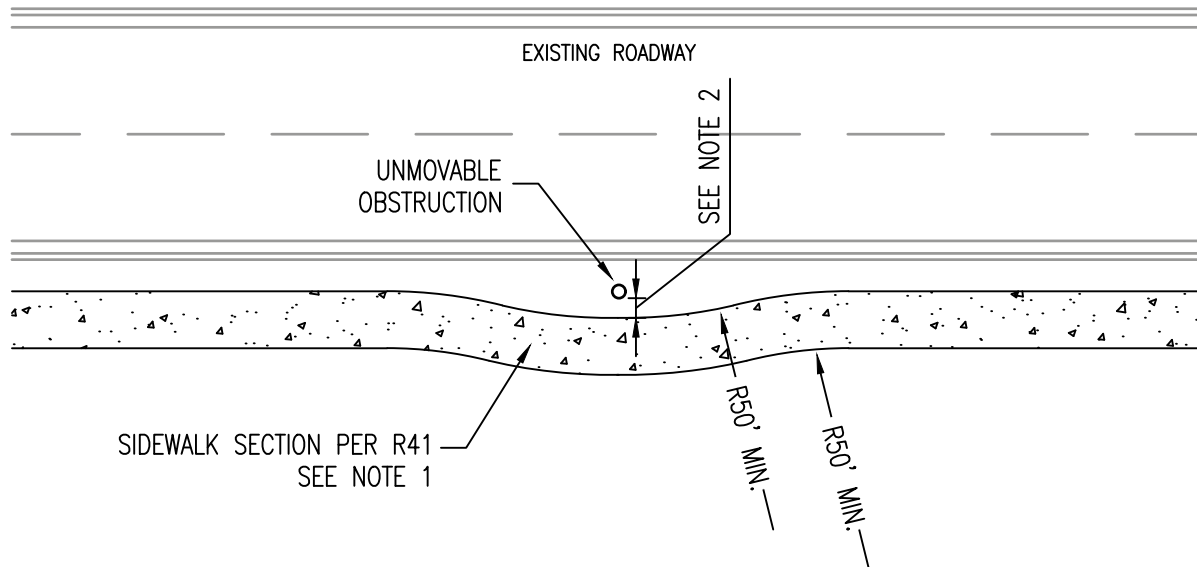 EXISTING ROADWAY
SEE NOTE 2
UNMOVABLE
OBSTRUCTION
SIDEWALK SECTION PER R41
SEE NOTE 1
R50' MIN.
R50' MIN.